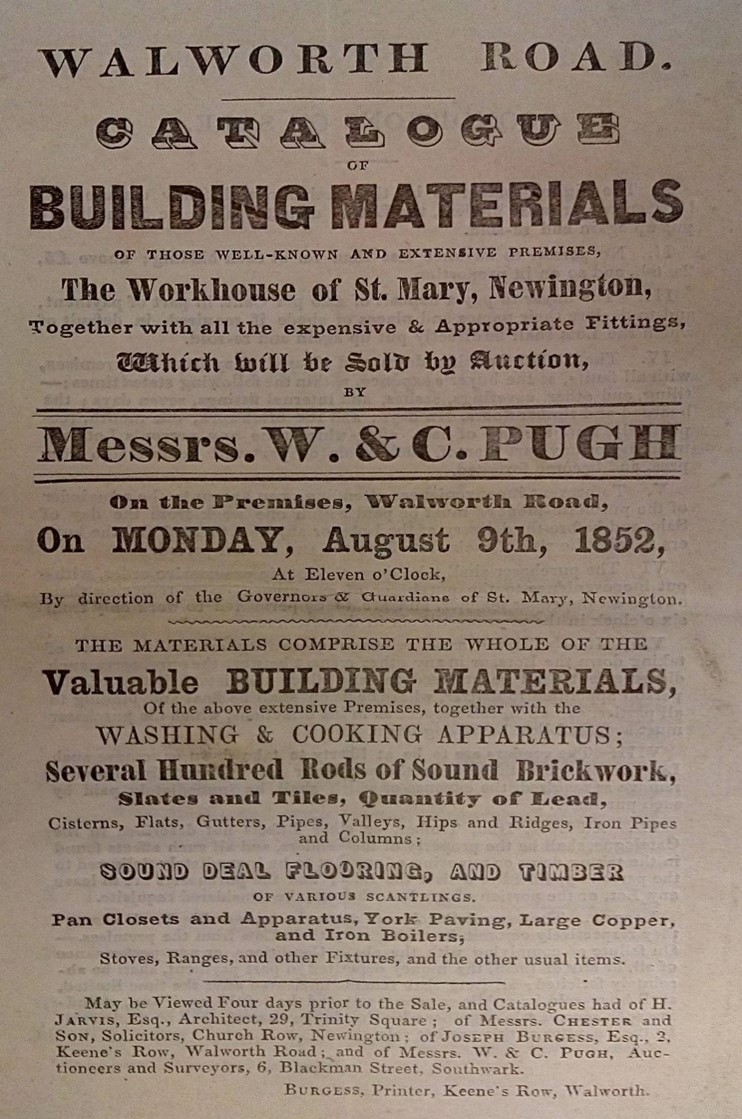 WALWORTH ROAD.
CATALOGUE
OF
BUILDING MATERIALS
OF THOSE WELL-KNOWN AND EXTENSIVE PREMISES,
The Workhouse of St. Mary, Newington,
Together with all the expensive & Appropriate Fittings,
Which will be Sold by Auction,
BY
Messrs. W. & C. PUGH
On the Premises, Walworth Road,
On MONDAY, August 9th, 1852,
At Eleven o'Clock,
By direction of the Governors & Guardians of St. Mary, Newington.
THE MATERIALS COMPRISE THE WHOLE OF THE
Valuable BUILDING MATERIALS,
Of the above extensive Premises, together with the
WASHING & COOKING APPARATUS;
Several Hundred Rods of Sound Brickwork,
Slates and Tiles, Quantity of Lead,
Cisterns, Flats, Gutters, Pipes, Valleys, Hips and Ridges, Iron Pipes
and Columns;
SOUND DEAL FLOORING, AND TIMBER
OF VARIOUS SCANTLINGS.
Pan Closets and Apparatus, York Paving, Large Copper,
and Iron Boilers;
Stoves, Ranges, and other Fixtures, and the other usual items.
May be Viewed Four days prior to the Sale, and Catalogues had of H.
JARVIS, Esq., Architect, 29, Trinity Square; of Messrs. CHESTER and
SON, Solicitors, Church Row, Newington; of JOSEPH BURGESS, Esq., 2,
Keene's Row, Walworth Road; and of Messrs. W. & C. PUGH, Auc-
tioneers and Surveyors, 6, Blackman Street, Southwark.
BURGESS, Printer, Keene's Row, Walworth.